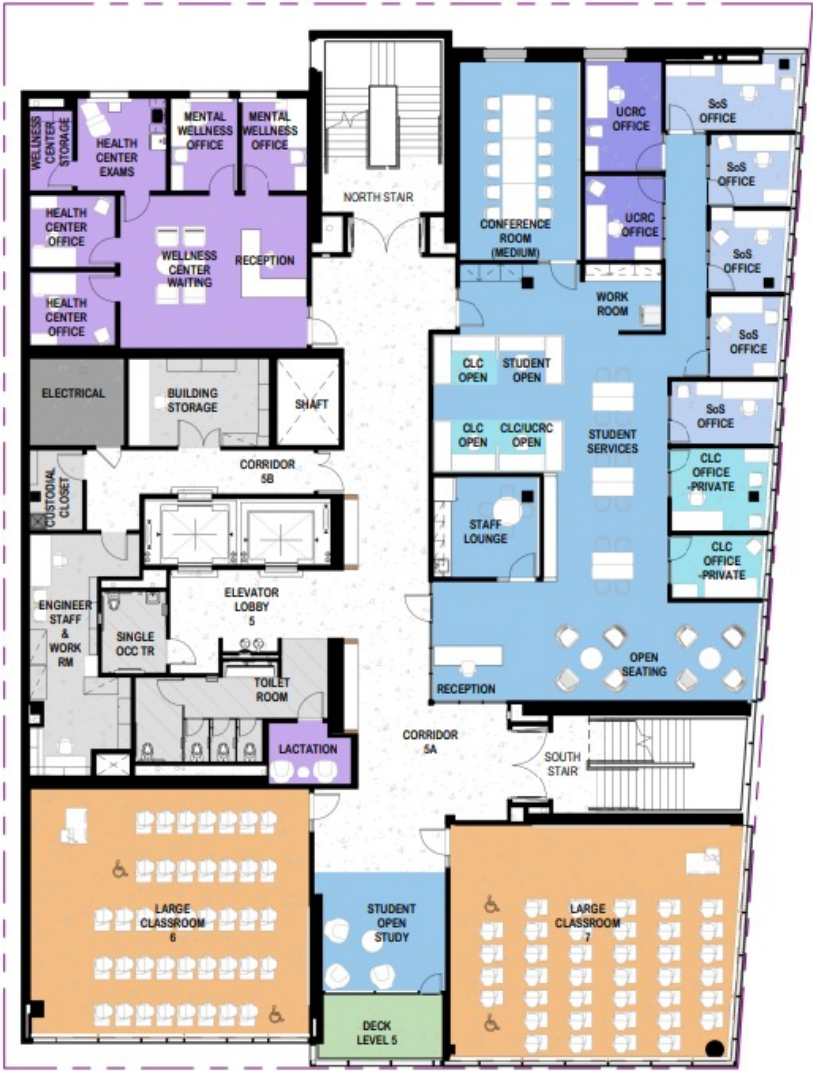 WELLNESS
CENTER
STORAGE
HEALTH
CENTER
EXAMS
MENTAL
WELLNESS
OFFICE
MENTAL
WELLNESS
OFFICE
NORTH STAIR
CONFERENCE
ROOM
(MEDIUM)
UCRC
OFFICE
SoS
OFFICE
SoS
OFFICE
UCRC
OFFICE
SoS
OFFICE
HEALTH
CENTER
OFFICE
WELLNESS
CENTER
WAITING
RECEPTION
HEALTH
CENTER
OFFICE
WORK
ROOM
SoS
OFFICE
CLC
OPEN
STUDENT
OPEN
ELECTRICAL
BUILDING
STORAGE
SHAFT
SoS
OFFICE
CLC
OPEN
CLC/UCRC
OPEN
STUDENT
SERVICES
CORRIDOR
5B
CLC
OFFICE
-PRIVATE
CUSTODIAL
CLOSET
STAFF
LOUNGE
CLC
OFFICE
-PRIVATE
ENGINEER
STAFF
&
WORK
RM
SINGLE
OCC TR
ELEVATOR
LOBBY
5
TOILET
ROOM
RECEPTION
OPEN
SEATING
LACTATION
CORRIDOR
5A
SOUTH
STAIR
LARGE
CLASSROOM
6
STUDENT
OPEN
STUDY
LARGE
CLASSROOM
7
DECK
LEVEL 5